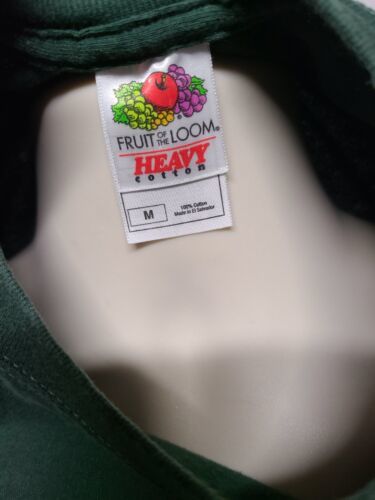 FRUIT OF THE LOOM®
HEAVY
cotton
M
100% Cotton
Made in El Salvador